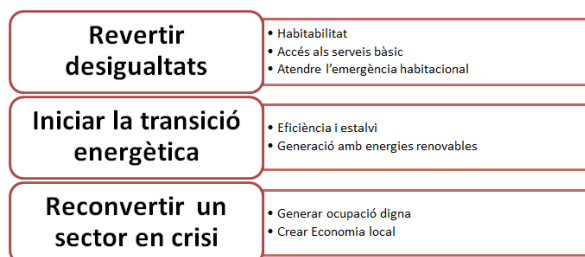 Revertir
desigualtats
• Habitabilitat
• Accés als serveis bàsic
• Atendre l’emergència habitacional
Iniciar la transició
energètica
• Eficiència i estalvi
• Generació amb energies renovables
Reconvertir un
sector en crisi
• Generar ocupació digna
• Crear Economia local